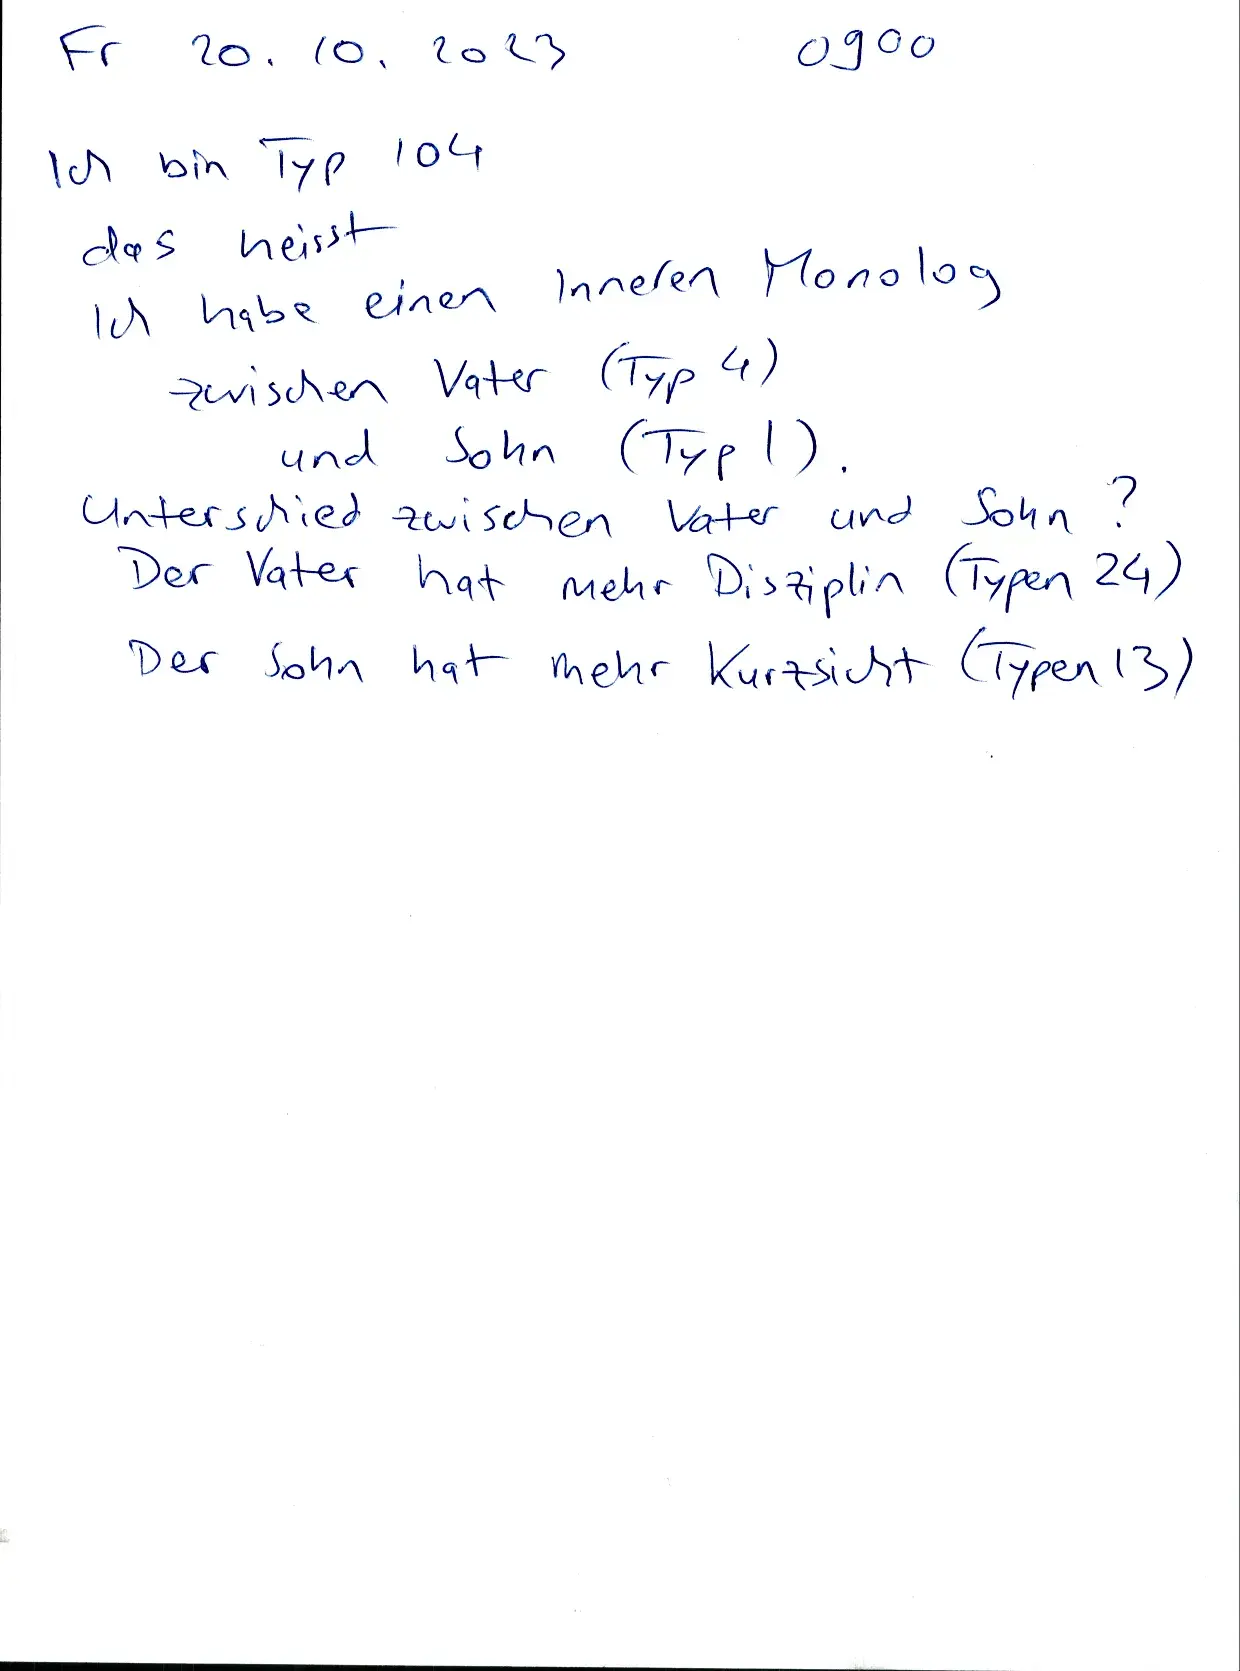 Fr 20. 10. 2023 0900
Ich bin Typ 104
das heisst
Ich habe einen Inneren Monolog
zwischen Vater (Typ 4)
und Sohn (Typ 1).
Unterschied zwischen Vater und Sohn ?
Der Vater hat mehr Disziplin (Typen 24)
Der Sohn hat mehr Kurzsicht (Typen 13)